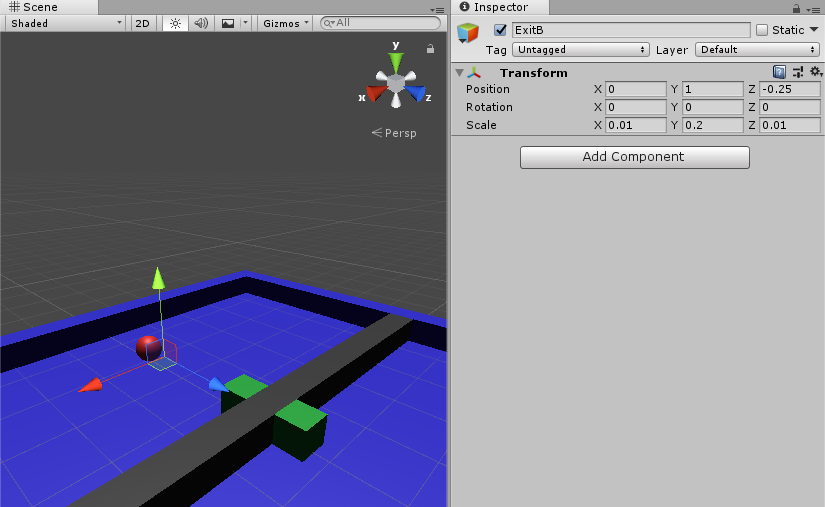 Scene
Shaded 2D Gizmos All
y
x z
Persp
Inspector
ExitB Static
Tag Untagged Layer Default
Transform
Position X 0 Y 1 Z -0.25
Rotation X 0 Y 0 Z 0
Scale X 0.01 Y 0.2 Z 0.01
Add Component